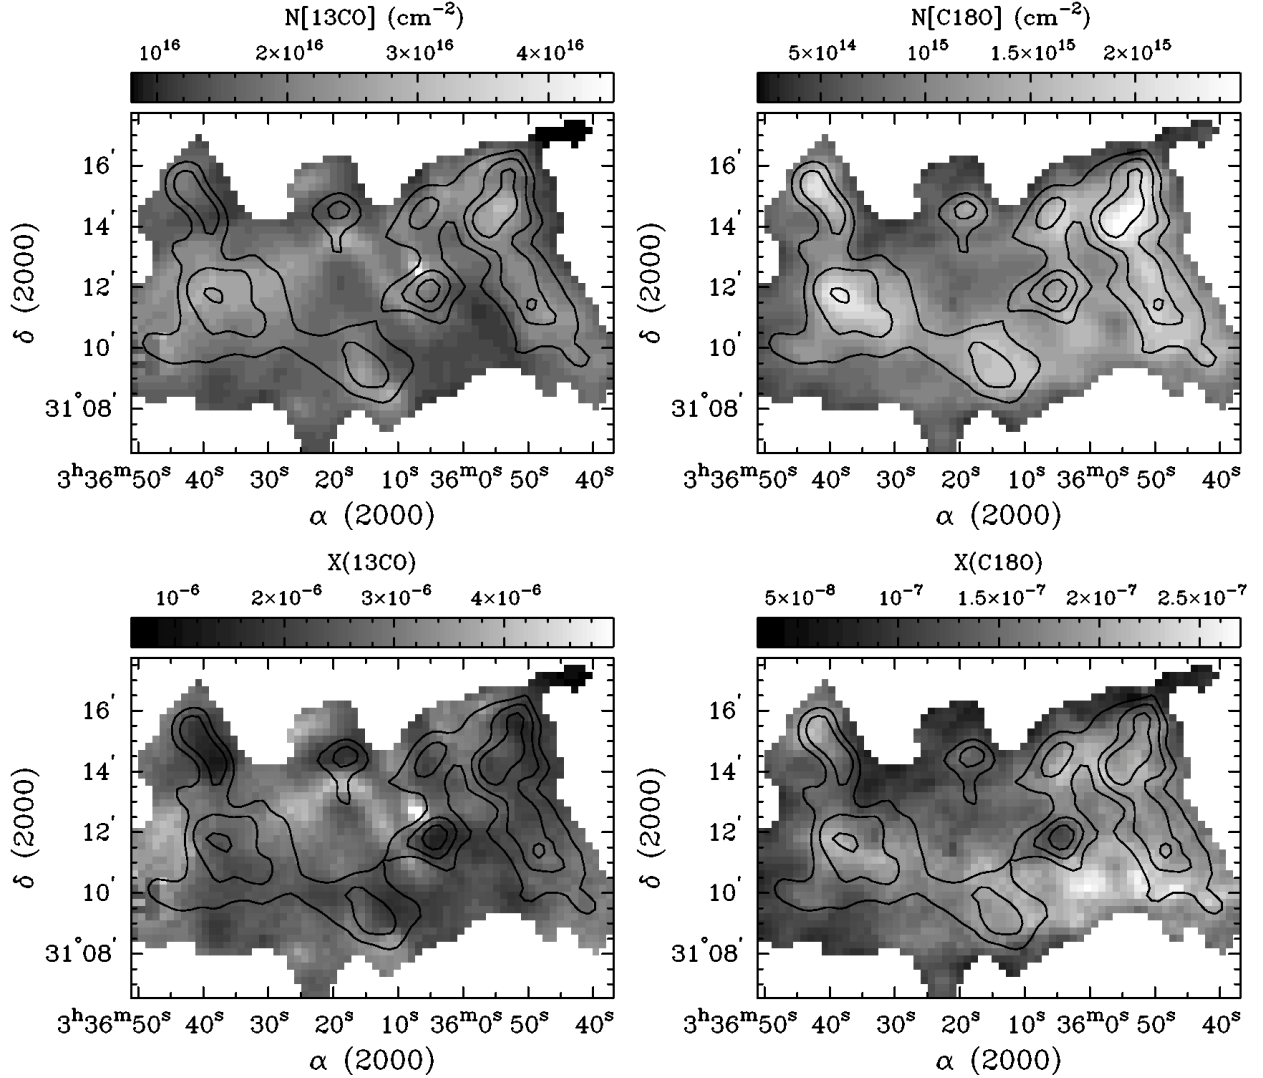 N[13CO] (cm⁻²) N[C18O] (cm⁻²)
10¹⁶ 2×10¹⁶ 3×10¹⁶ 4×10¹⁶ 5×10¹⁴ 10¹⁵ 1.5×10¹⁵ 2×10¹⁵
16′ 16′
14′ 14′
12′ 12′
10′ 10′
31°08′ 31°08′
δ (2000) δ (2000)
3ʰ36ᵐ50ˢ 40ˢ 30ˢ 20ˢ 10ˢ 36ᵐ0ˢ 50ˢ 40ˢ 3ʰ36ᵐ50ˢ 40ˢ 30ˢ 20ˢ 10ˢ 36ᵐ0ˢ 50ˢ 40ˢ
α (2000) α (2000)
X(13CO) X(C18O)
10⁻⁶ 2×10⁻⁶ 3×10⁻⁶ 4×10⁻⁶ 5×10⁻⁸ 10⁻⁷ 1.5×10⁻⁷ 2×10⁻⁷ 2.5×10⁻⁷
16′ 16′
14′ 14′
12′ 12′
10′ 10′
31°08′ 31°08′
δ (2000) δ (2000)
3ʰ36ᵐ50ˢ 40ˢ 30ˢ 20ˢ 10ˢ 36ᵐ0ˢ 50ˢ 40ˢ 3ʰ36ᵐ50ˢ 40ˢ 30ˢ 20ˢ 10ˢ 36ᵐ0ˢ 50ˢ 40ˢ
α (2000) α (2000)